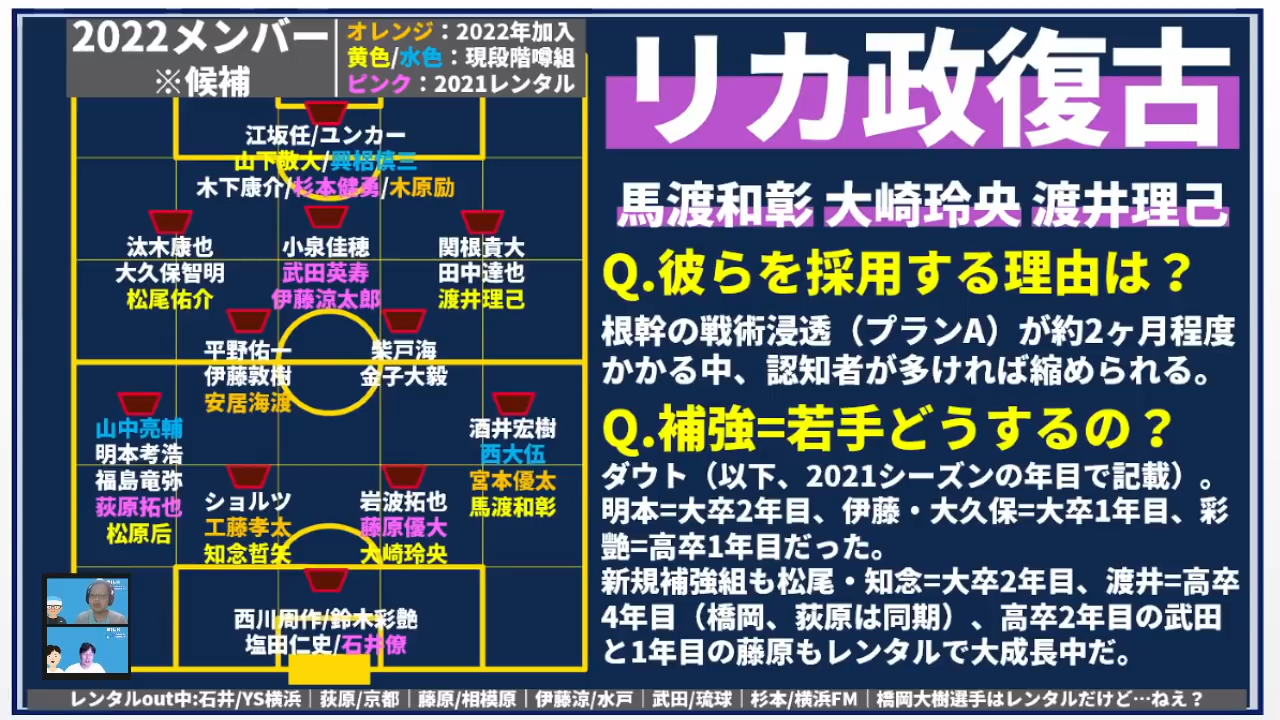 2022メンバー
※候補
オレンジ：2022年加入
黄色/水色：現段階噂組
ピンク：2021レンタル
江坂任/ユンカー
山下敬大/興梠慎三
木下康介/杉本健勇/木原励
汰木康也
大久保智明
松尾佑介
小泉佳穂
武田英寿
伊藤涼太郎
関根貴大
田中達也
渡井理己
平野佑一
伊藤敦樹
安居海渡
柴戸海
金子大毅
山中亮輔
明本考浩
福島竜弥
荻原拓也
松原后
ショルツ
工藤孝太
知念哲矢
岩波拓也
藤原優大
大崎玲央
酒井宏樹
西大伍
宮本優太
馬渡和彰
西川周作/鈴木彩艶
塩田仁史/石井僚
リカ政復古
馬渡和彰 大崎玲央 渡井理己
Q.彼らを採用する理由は？
根幹の戦術浸透（プランA）が約2ヶ月程度
かかる中、認知者が多ければ縮められる。
Q.補強=若手どうするの？
ダウト（以下、2021シーズンの年目で記載）。
明本=大卒2年目、伊藤・大久保=大卒1年目、彩
艶=高卒1年目だった。
新規補強組も松尾・知念=大卒2年目、渡井=高卒
4年目（橋岡、荻原は同期）、高卒2年目の武田
と1年目の藤原もレンタルで大成長中だ。
レンタルout中:石井/YS横浜｜荻原/京都｜藤原/相模原｜伊藤涼/水戸｜武田/琉球｜杉本/横浜FM｜橋岡大樹選手はレンタルだけど…ねえ？